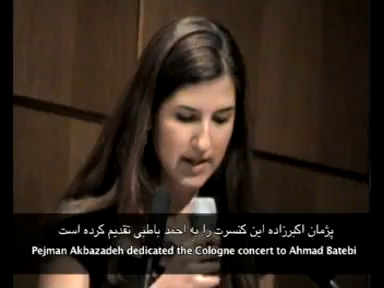 پژمان اکبرزاده این کنسرت را به احمد باطبی تقدیم کرده است
Pejman Akbazadeh dedicated the Cologne concert to Ahmad Batebi